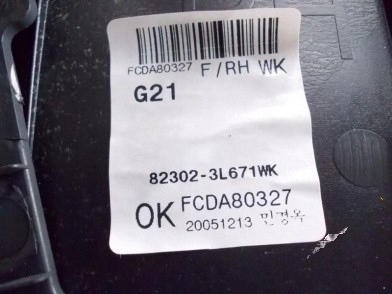 FCDA80327 F/RH WK
G21
82302-3L671WK
OK FCDA80327
20051213 민경옥